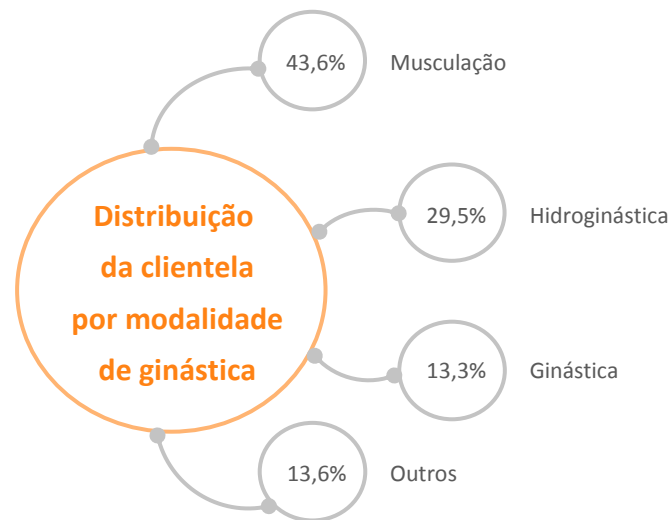 43,6% Musculação
29,5% Hidroginástica
Distribuição
da clientela
por modalidade
de ginástica
13,3% Ginástica
13,6% Outros